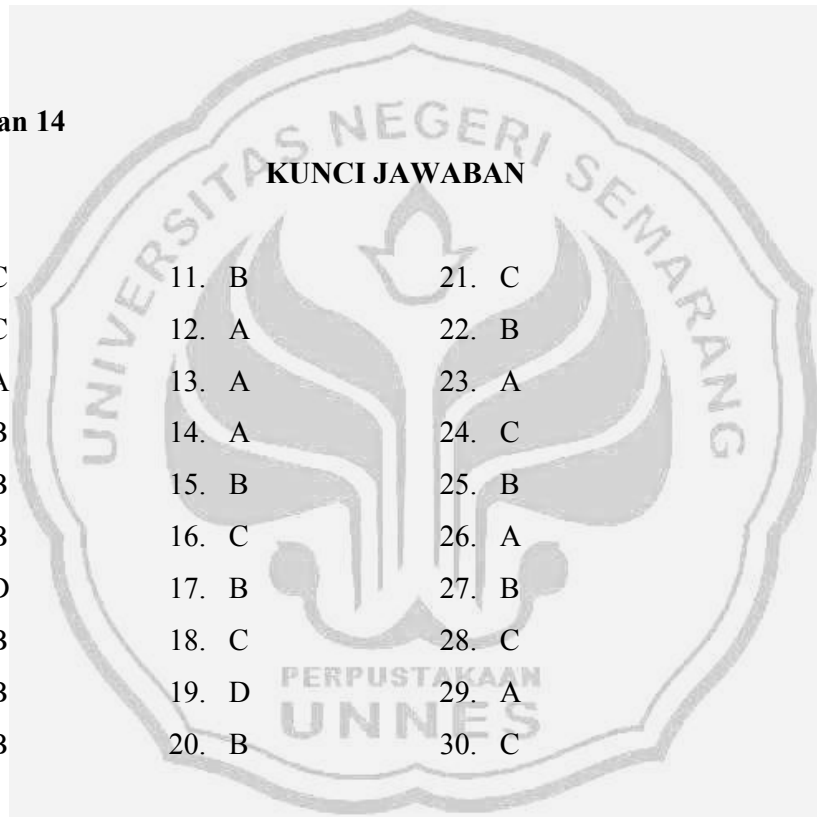 an 14
KUNCI JAWABAN
C 11. B 21. C
C 12. A 22. B
A 13. A 23. A
B 14. A 24. C
B 15. B 25. B
B 16. C 26. A
D 17. B 27. B
B 18. C 28. C
B 19. D 29. A
B 20. B 30. C
UNIVERSITAS NEGERI SEMARANG
PERPUSTAKAAN
UNNES